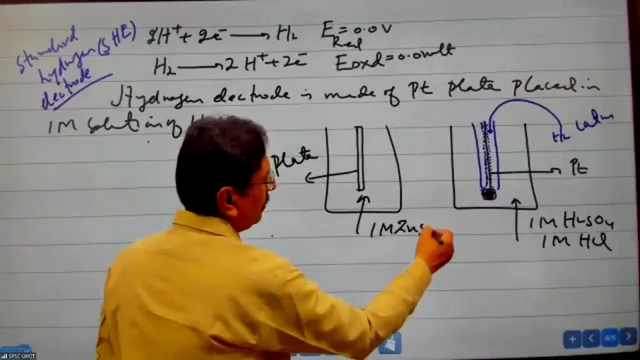 Standard
hydrogen (SHE)
electrode
2H⁺ + 2e⁻ → H₂ E Red = 0.0 V
H₂ → 2H⁺ + 2e⁻ Eoxd = 0.0 volt
Hydrogen electrode is made of Pt plate placed in
1M solution of
Plate
Pt
1M Zn
1M H₂SO₄
1M HCl
SPSC UKOT